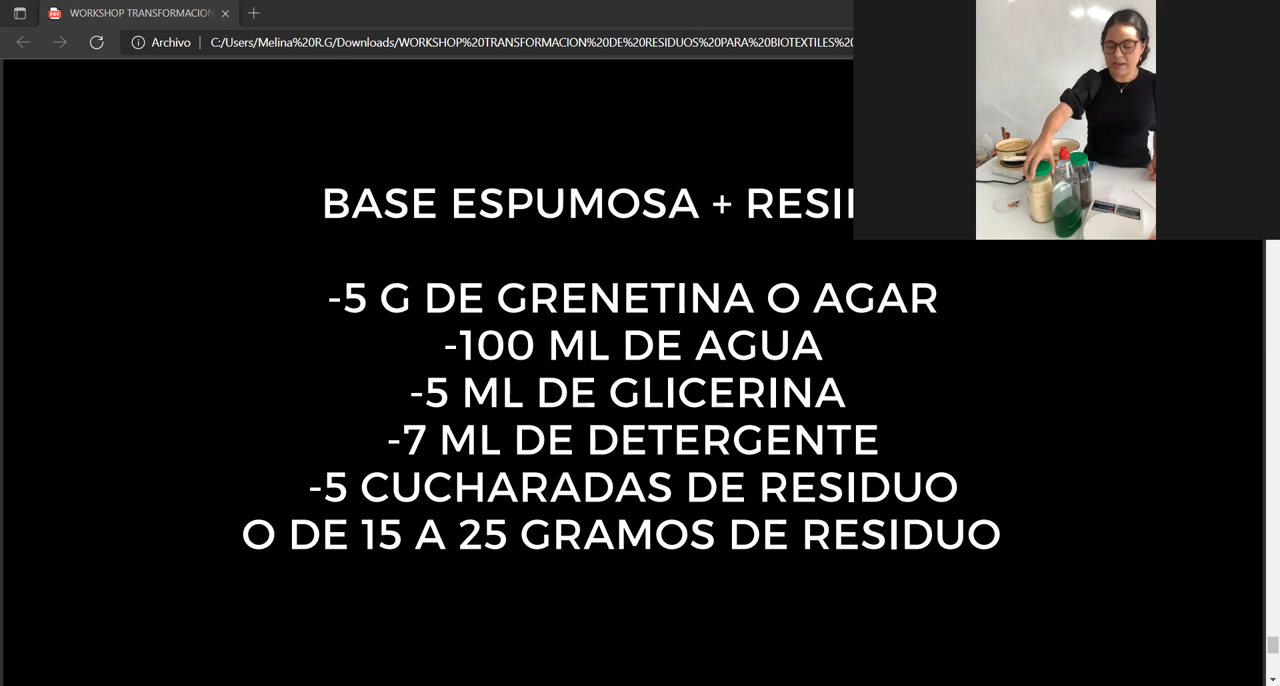 WORKSHOP TRANSFORMACION
Archivo
C:/Users/Melina%20R.G/Downloads/WORKSHOP%20TRANSFORMACION%20DE%20RESIDUOS%20PARA%20BIOTEXTILES%20
BASE ESPUMOSA + RESI
-5 G DE GRENETINA O AGAR
-100 ML DE AGUA
-5 ML DE GLICERINA
-7 ML DE DETERGENTE
-5 CUCHARADAS DE RESIDUO
O DE 15 A 25 GRAMOS DE RESIDUO